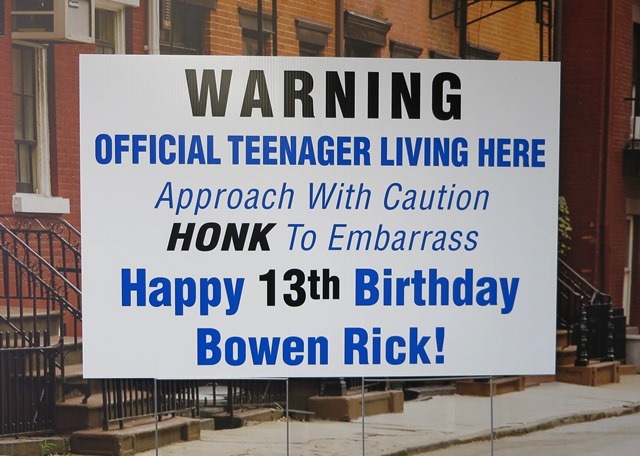 WARNING
OFFICIAL TEENAGER LIVING HERE
Approach With Caution
HONK To Embarrass
Happy 13th Birthday
Bowen Rick!